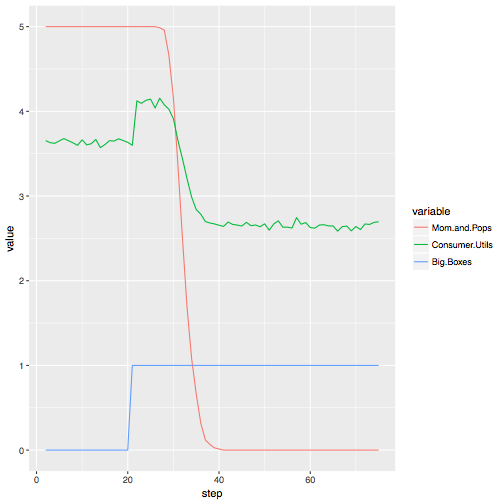 5
4
3
2
1
0
value
0 20 40 60
step
variable
Mom.and.Pops
Consumer.Utils
Big.Boxes